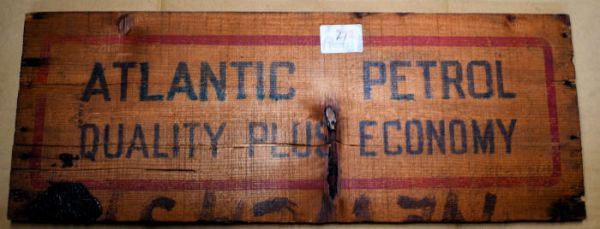 ATLANTIC PETROL
QUALITY PLUS ECONOMY